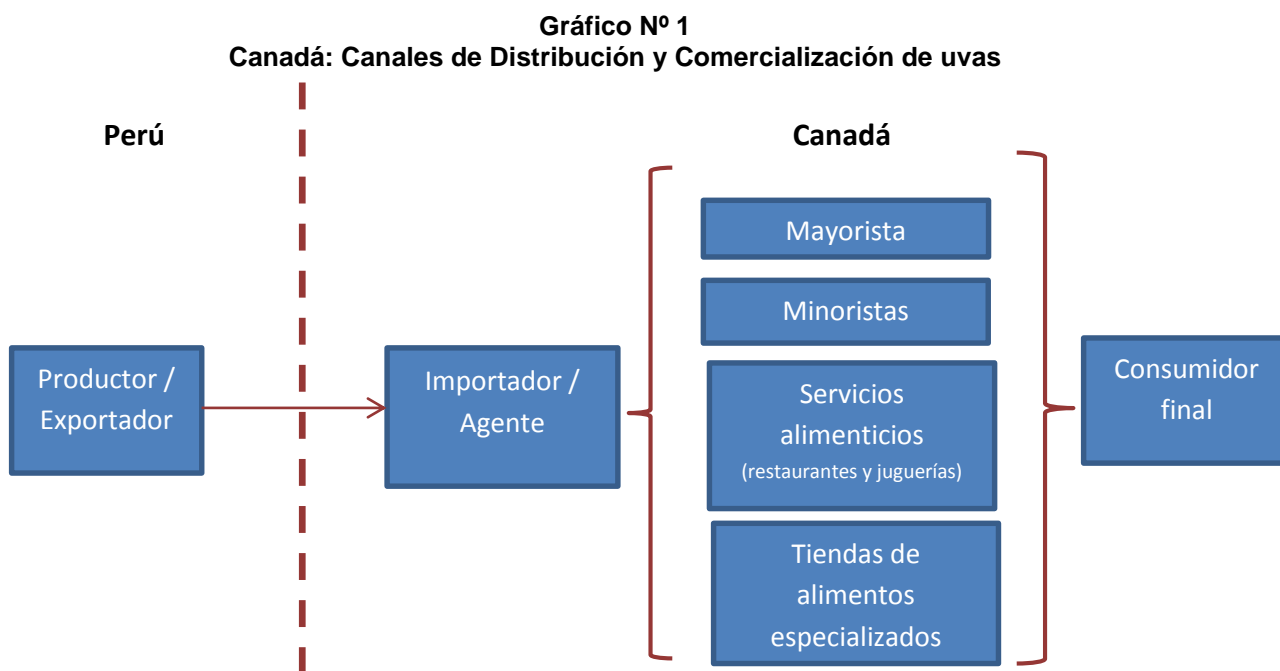 Gráfico Nº 1
Canadá: Canales de Distribución y Comercialización de uvas
Perú
Canadá
Productor /
Exportador
Importador /
Agente
Mayorista
Minoristas
Servicios
alimenticios
(restaurantes y juguerías)
Tiendas de
alimentos
especializados
Consumidor
final